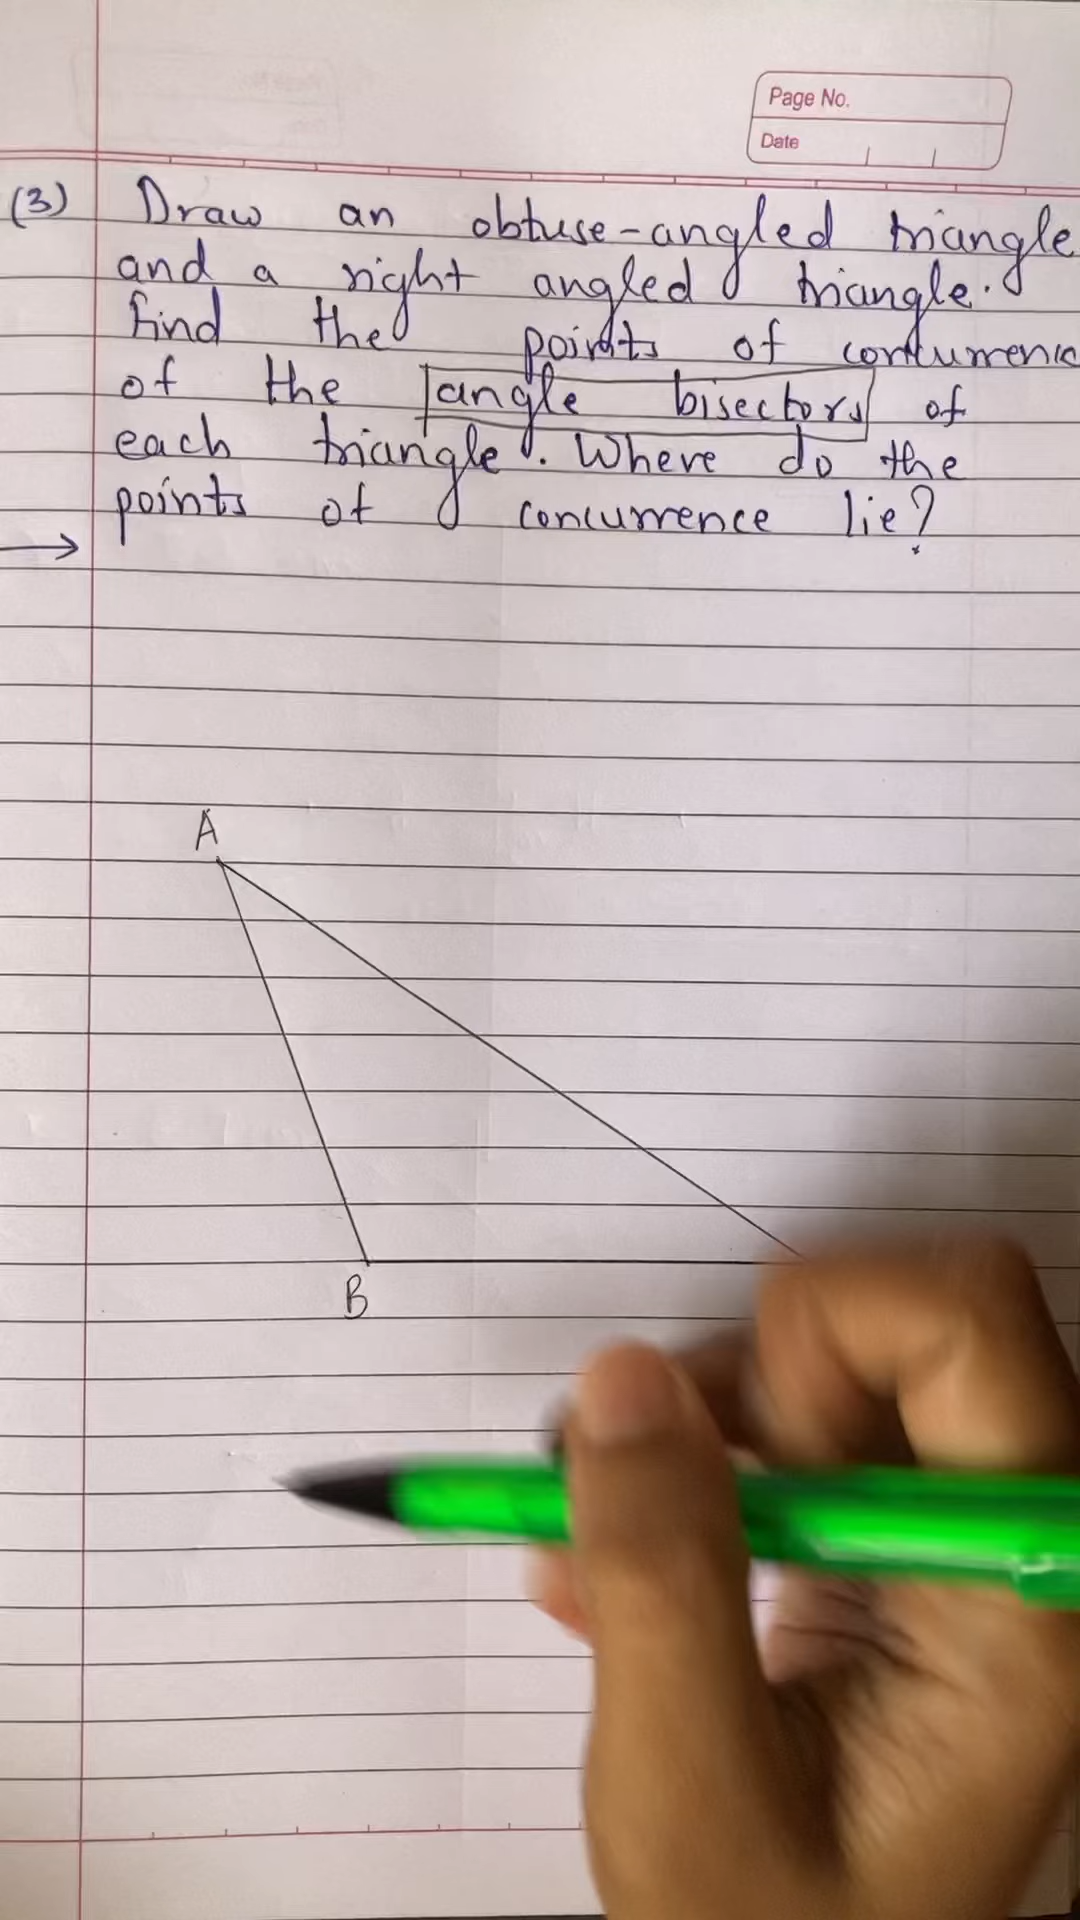 Page No.
Date
(3) Draw an obtuse-angled triangle
and a right angled triangle.
find the points of concurrenc
of the angle bisectors of
each triangle. Where do the
points of concurrence lie?
A
B